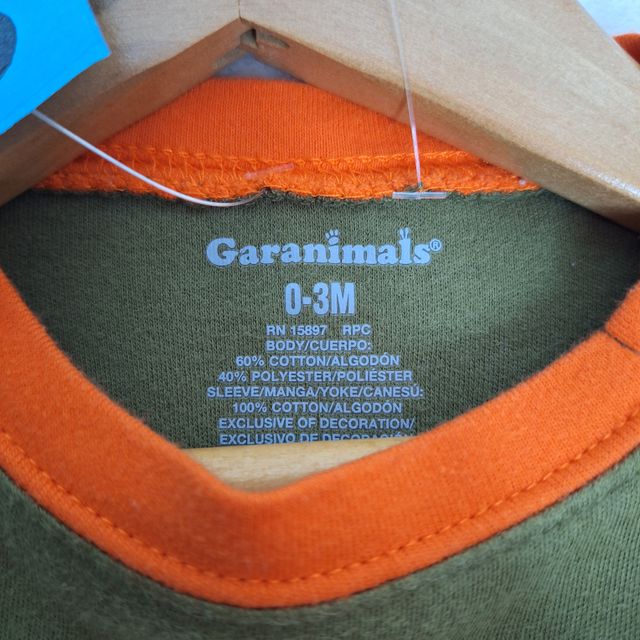 Garanimals®
0-3M
RN 15897 RPC
BODY/CUERPO:
60% COTTON/ALGODÓN
40% POLYESTER/POLIÉSTER
SLEEVE/MANGA/YOKE/CANESÚ:
100% COTTON/ALGODÓN
EXCLUSIVE OF DECORATION/
EXCLUSIVO DE DECORACIÓN